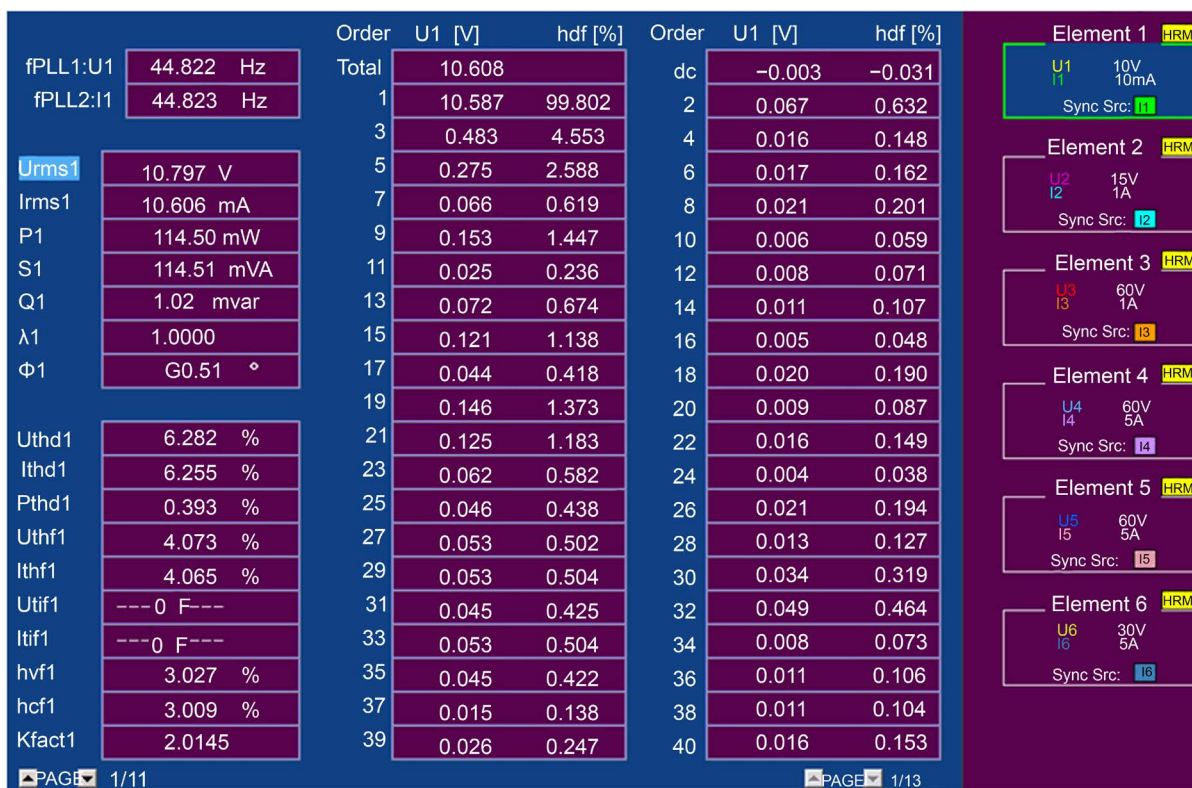 Order U1 [V] hdf [%] Order U1 [V] hdf [%]
fPLL1:U1 44.822 Hz
fPLL2:I1 44.823 Hz
Urms1 10.797 V
Irms1 10.606 mA
P1 114.50 mW
S1 114.51 mVA
Q1 1.02 mvar
λ1 1.0000
Φ1 G0.51 °
Uthd1 6.282 %
Ithd1 6.255 %
Pthd1 0.393 %
Uthf1 4.073 %
Ithf1 4.065 %
Utif1 ---0 F---
Itif1 ---0 F---
hvf1 3.027 %
hcf1 3.009 %
Kfact1 2.0145
PAGE 1/11
Total 10.608
1 10.587 99.802
3 0.483 4.553
5 0.275 2.588
7 0.066 0.619
9 0.153 1.447
11 0.025 0.236
13 0.072 0.674
15 0.121 1.138
17 0.044 0.418
19 0.146 1.373
21 0.125 1.183
23 0.062 0.582
25 0.046 0.438
27 0.053 0.502
29 0.053 0.504
31 0.045 0.425
33 0.053 0.504
35 0.045 0.422
37 0.015 0.138
39 0.026 0.247
dc −0.003 −0.031
2 0.067 0.632
4 0.016 0.148
6 0.017 0.162
8 0.021 0.201
10 0.006 0.059
12 0.008 0.071
14 0.011 0.107
16 0.005 0.048
18 0.020 0.190
20 0.009 0.087
22 0.016 0.149
24 0.004 0.038
26 0.021 0.194
28 0.013 0.127
30 0.034 0.319
32 0.049 0.464
34 0.008 0.073
36 0.011 0.106
38 0.011 0.104
40 0.016 0.153
PAGE 1/13
Element 1 HRM
U1 10V
I1 10mA
Sync Src: I1
Element 2 HRM
U2 15V
I2 1A
Sync Src: I2
Element 3 HRM
U3 60V
I3 1A
Sync Src: I3
Element 4 HRM
U4 60V
I4 5A
Sync Src: I4
Element 5 HRM
U5 60V
I5 5A
Sync Src: I5
Element 6 HRM
U6 30V
I6 5A
Sync Src: I6